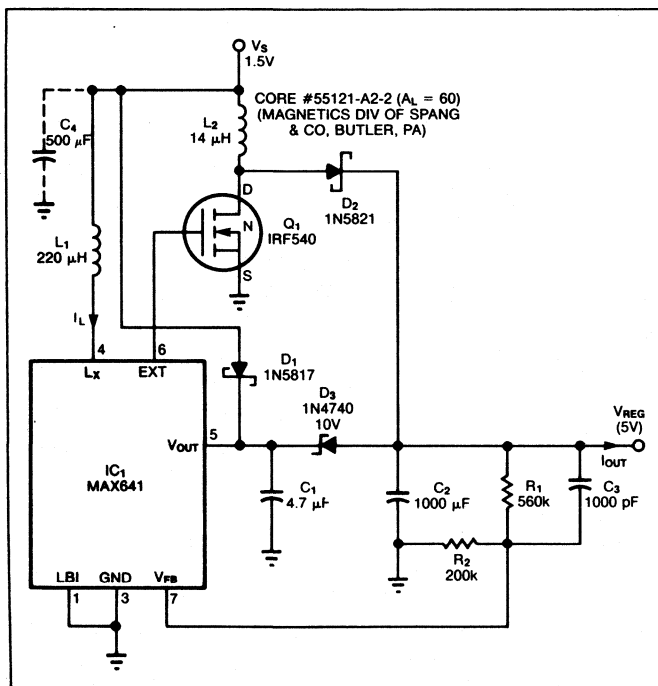 VS
1.5V
CORE #55121-A2-2 (AL = 60)
(MAGNETICS DIV OF SPANG
& CO, BUTLER, PA)
C4
500 µF
L2
14 µH
D
N
S
Q1
IRF540
D2
1N5821
L1
220 µH
IL
4
6
LX
EXT
D1
1N5817
D3
1N4740
10V
VREG
(5V)
IOUT
VOUT
5
IC1
MAX641
C1
4.7 µF
C2
1000 µF
R1
560k
C3
1000 pF
R2
200k
LBI
GND
VFB
1
3
7